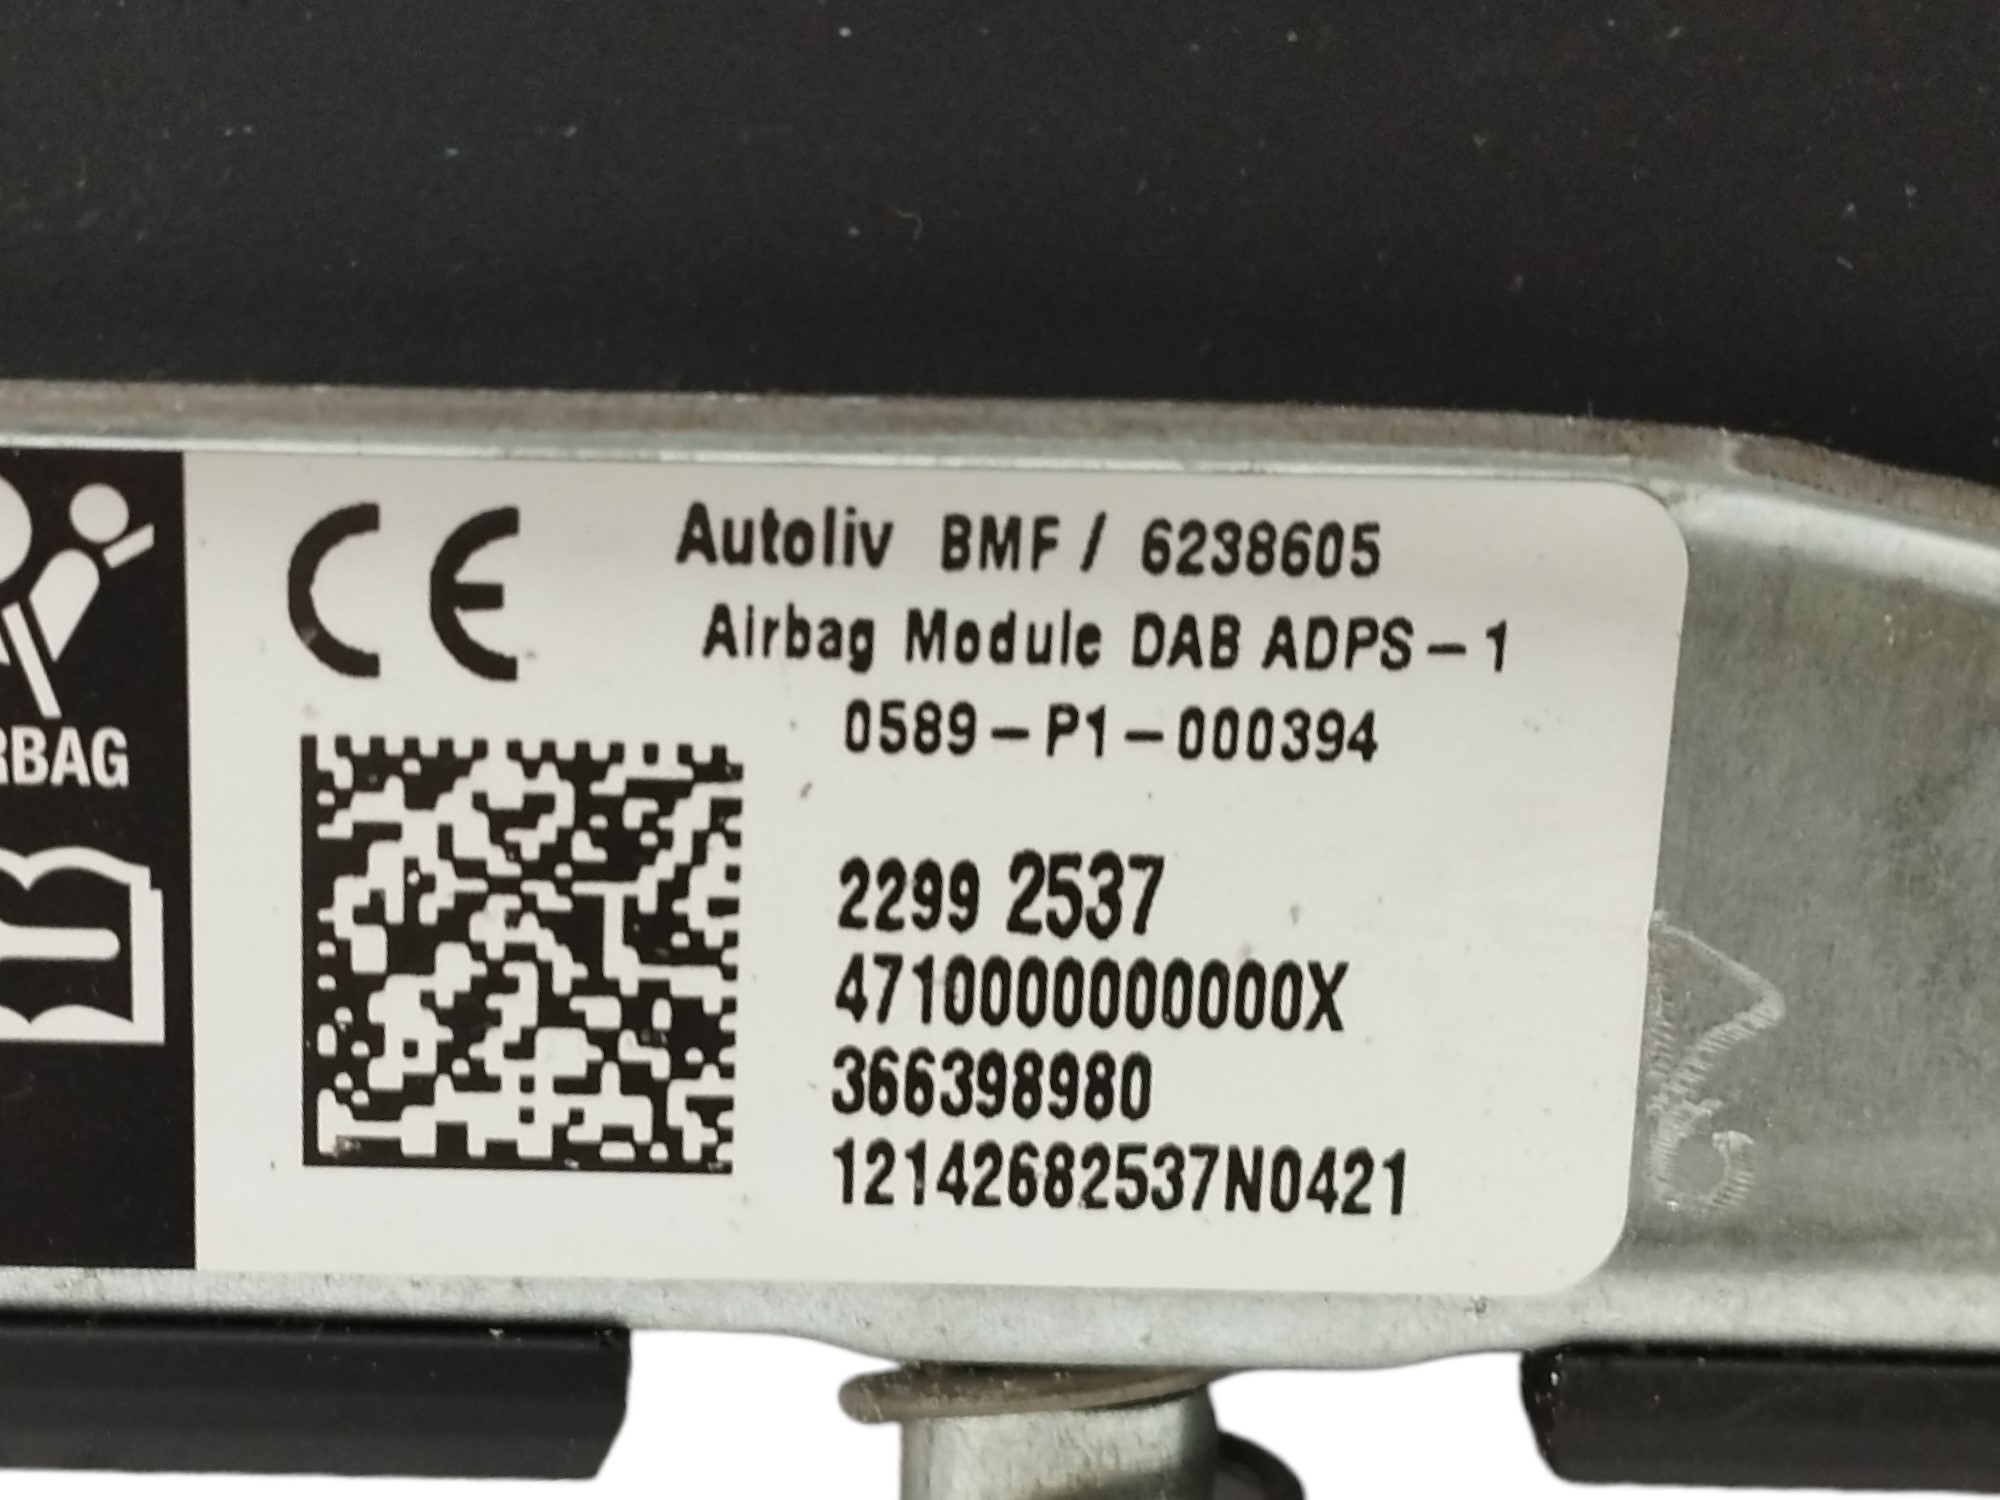 CE
Autoliv BMF / 6238605
Airbag Module DAB ADPS-1
0589-P1-000394
RBAG
2299 2537
4710000000000X
366398980
12142682537N0421